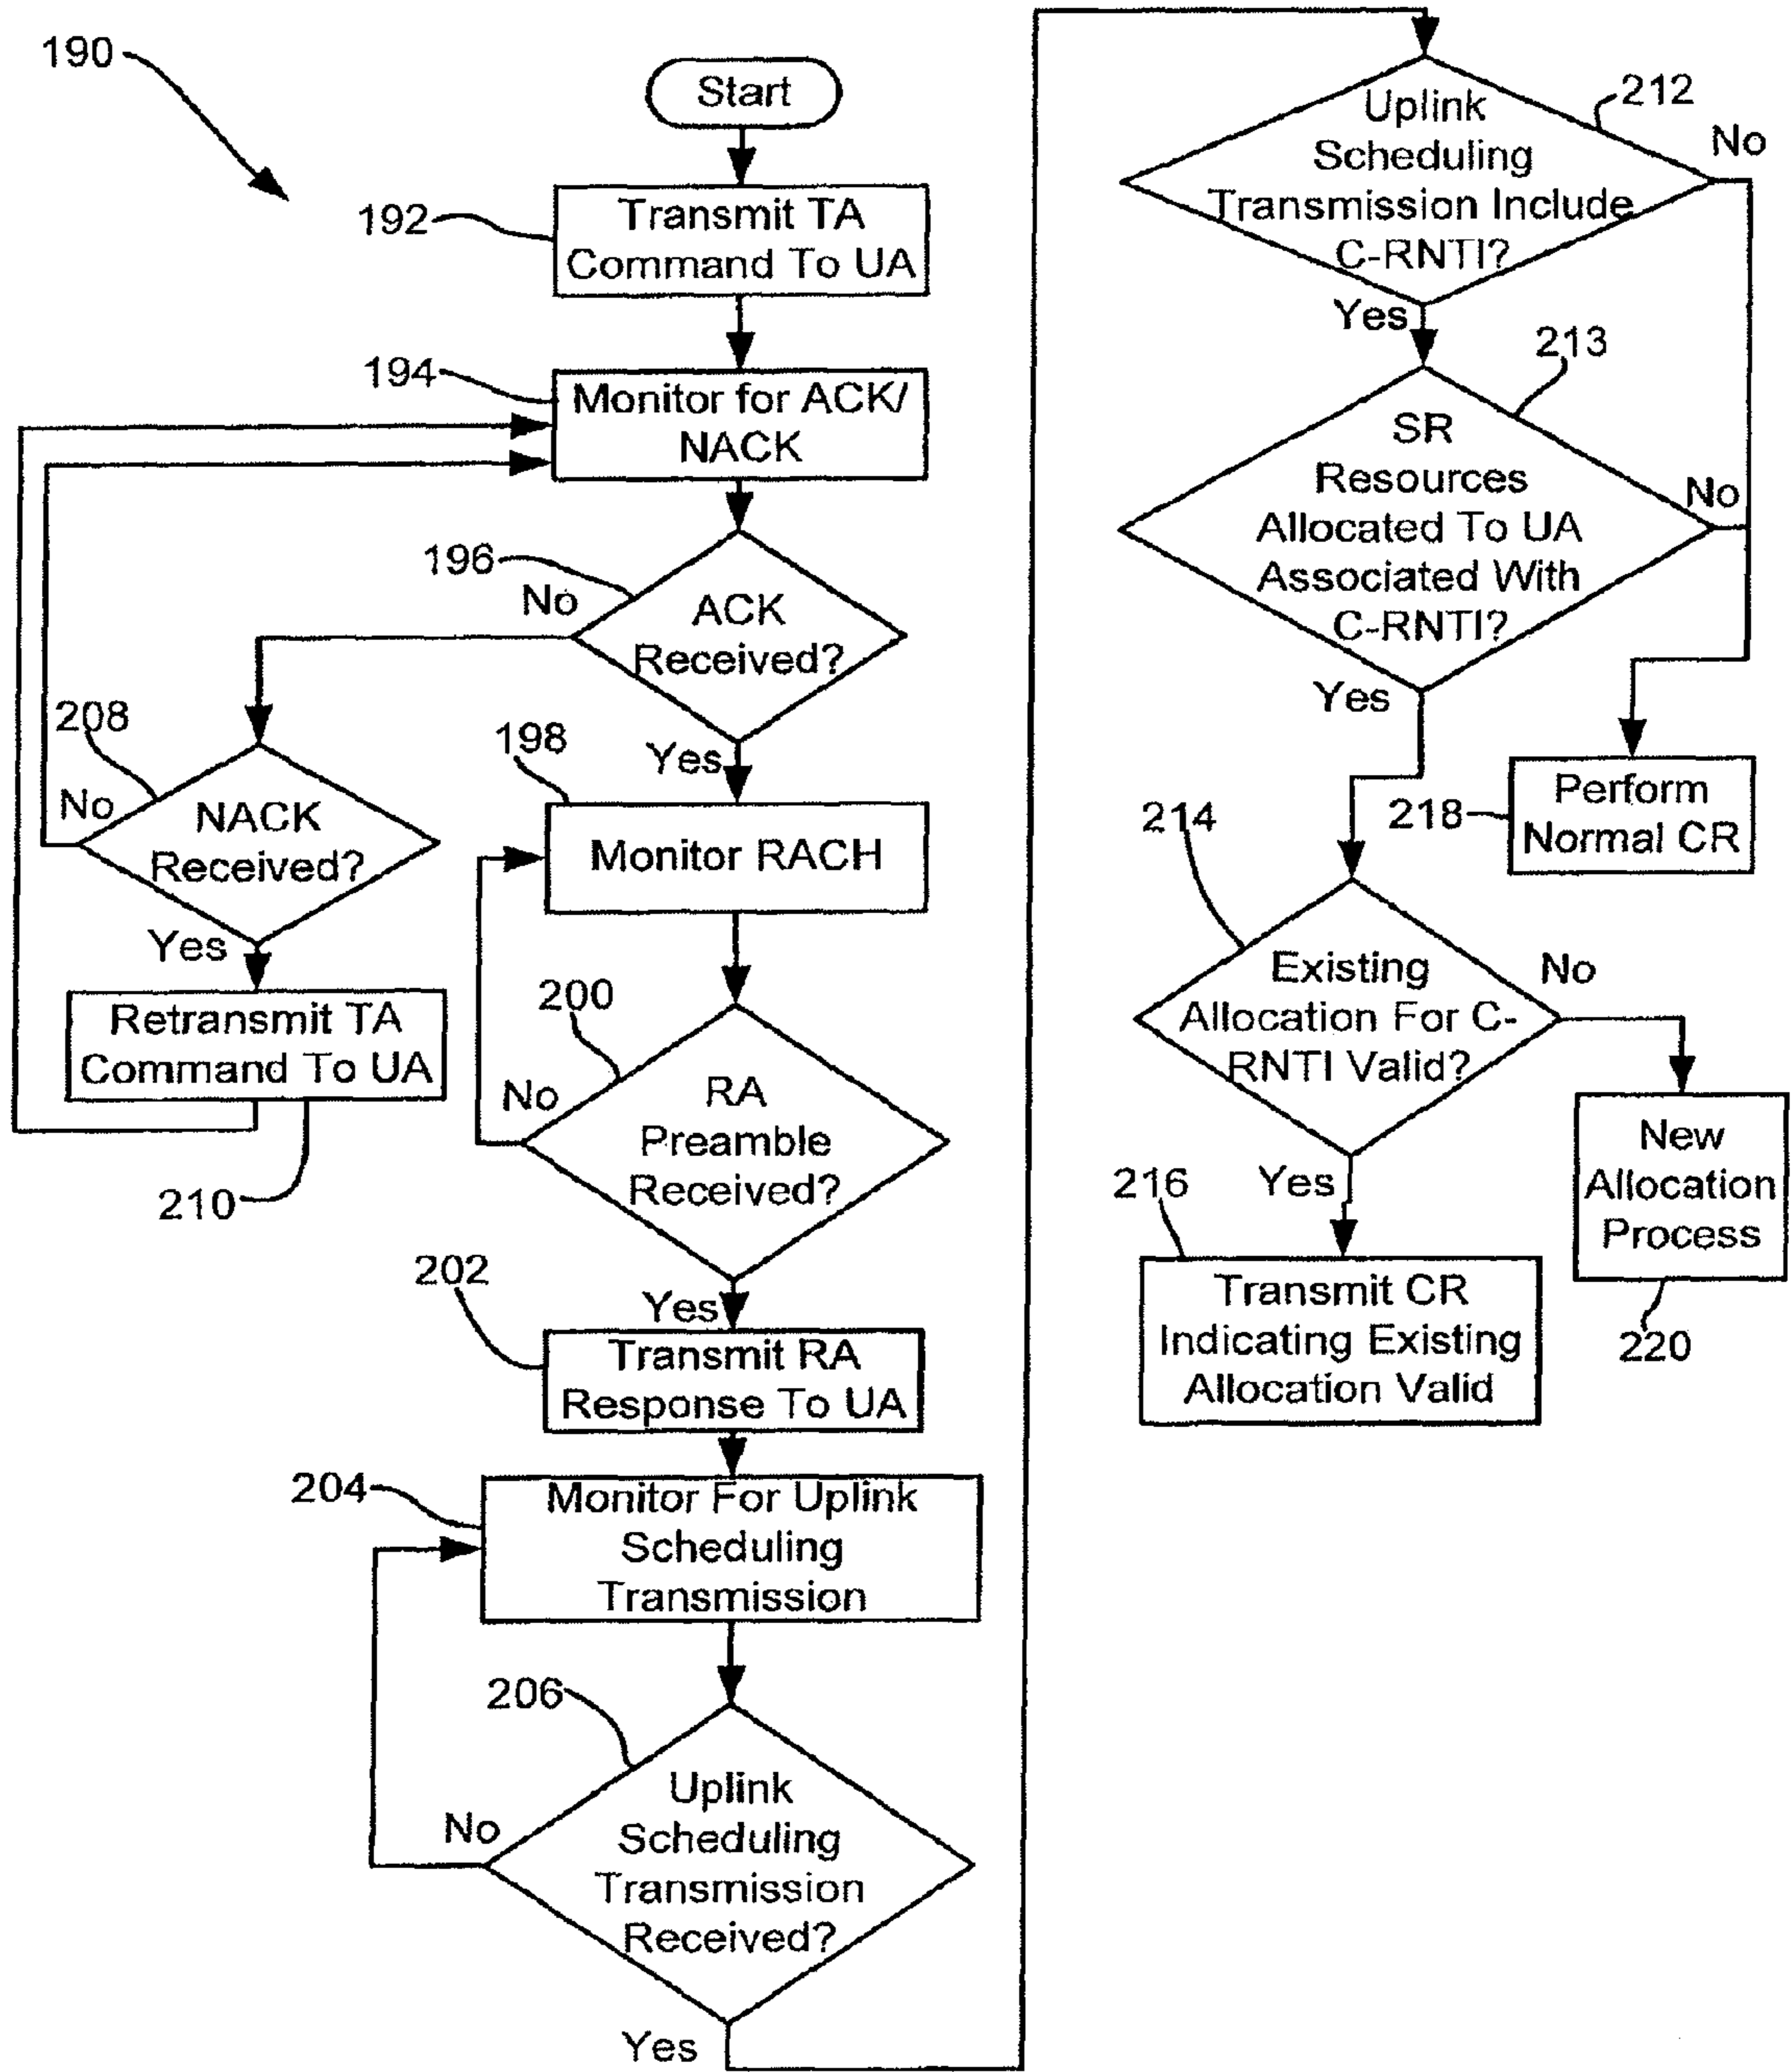 190
Start
192
Transmit TA
Command To UA
194
Monitor for ACK/
NACK
196
No
ACK
Received?
Yes
208
No
NACK
Received?
Yes
Retransmit TA
Command To UA
210
198
Monitor RACH
200
No
RA
Preamble
Received?
Yes
202
Transmit RA
Response To UA
204
Monitor For Uplink
Scheduling
Transmission
206
No
Uplink
Scheduling
Transmission
Received?
Yes
212
No
Uplink
Scheduling
Transmission Include
C-RNTI?
Yes
213
No
SR
Resources
Allocated To UA
Associated With
C-RNTI?
Yes
218
Perform
Normal CR
214
No
Existing
Allocation For C-
RNTI Valid?
Yes
216
Transmit CR
Indicating Existing
Allocation Valid
New
Allocation
Process
220